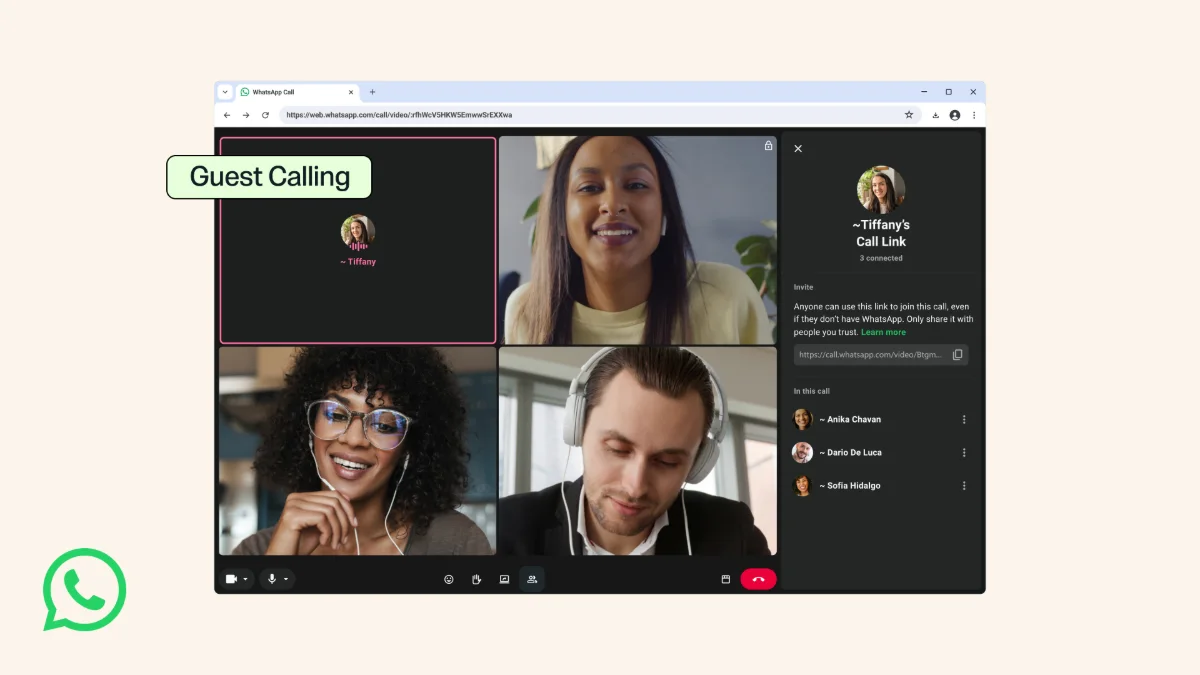 WhatsApp Call
https://web.whatsapp.com/call/video/:rfhWcV5HKW5EmwwSrEXXwa
Guest Calling
~ Tiffany
~Tiffany's
Call Link
3 connected
Invite
Anyone can use this link to join this call, even
if they don't have WhatsApp. Only share it with
people you trust. Learn more
https://call.whatsapp.com/video/Btgm...
In this call
~ Anika Chavan
~ Dario De Luca
~ Sofia Hidalgo